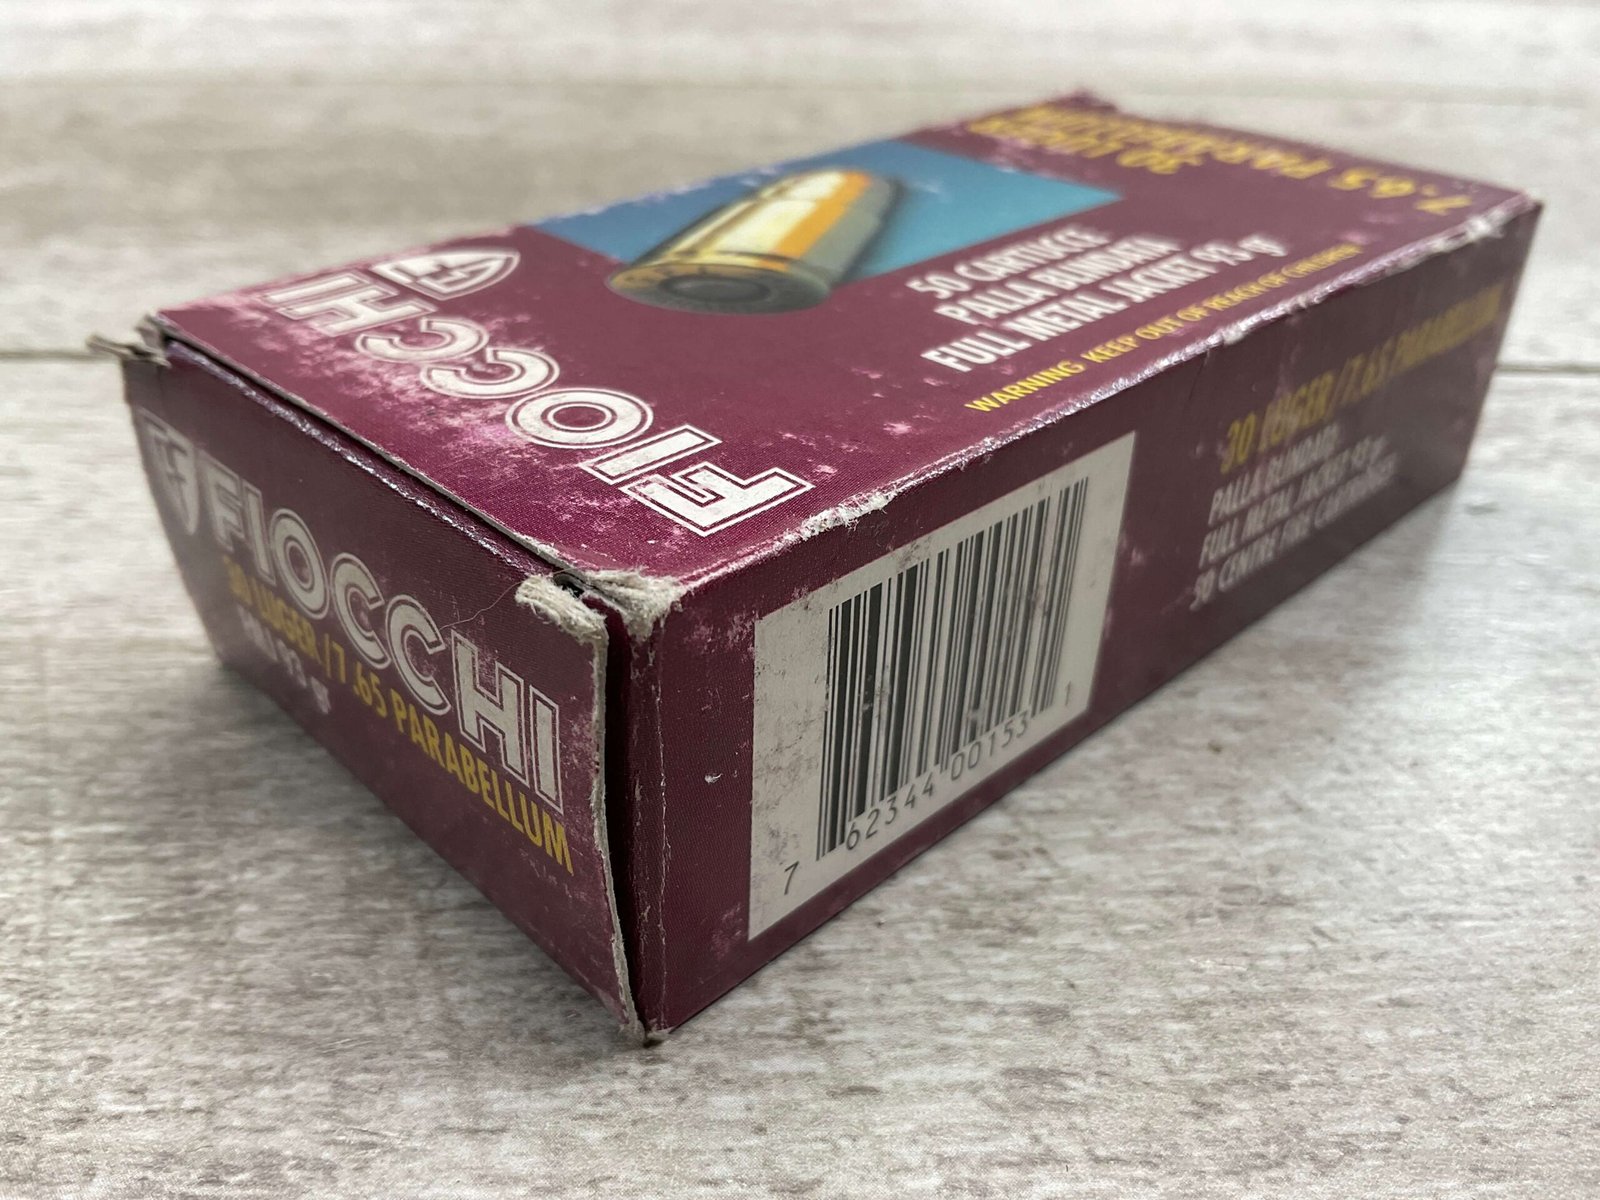 FIOCCHI
30 LUGER
7,65 PARABELLUM
50 CARTUCCE
PALLA BLINDATA
FULL METAL JACKET 93 gr
WARNING KEEP OUT OF REACH OF CHILDREN
FIOCCHI
30 LUGER/7.65 PARABELLUM
93 gr
7 62344 00153 1
30 LUGER/7.65 PARABELLUM
PALLA BLINDATA
FULL METAL JACKET 93 gr
50 CENTRE FIRE CARTRIDGES